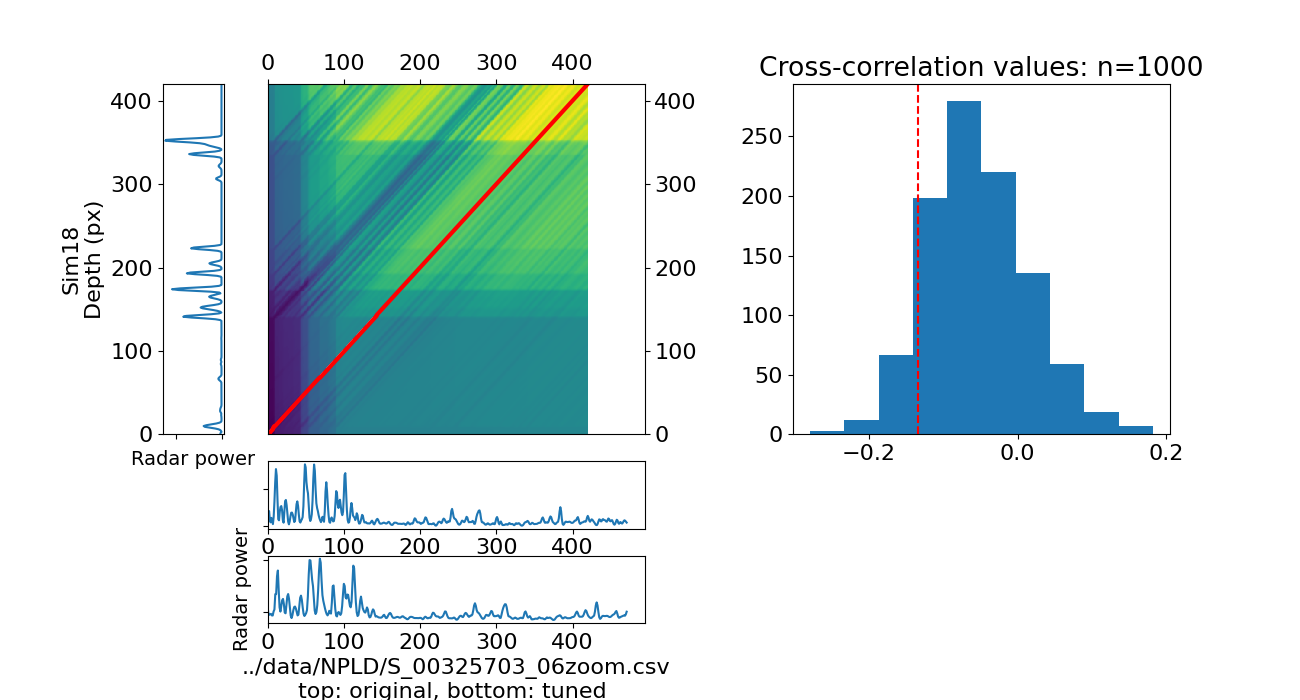 0 100 200 300 400
Cross-correlation values: n=1000
400
300
200
100
0
Sim18
Depth (px)
Radar power
400
300
200
100
0
250
200
150
100
50
0
−0.2 0.0 0.2
0 100 200 300 400
Radar power
0 100 200 300 400
../data/NPLD/S_00325703_06zoom.csv
top: original, bottom: tuned